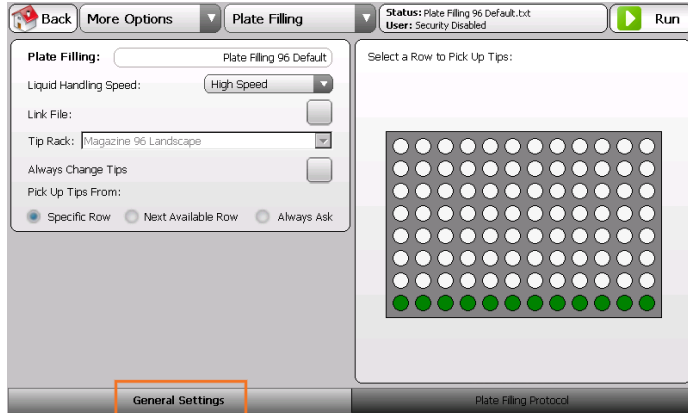 Back
More Options
Plate Filling
Status: Plate Filling 96 Default.txt
User: Security Disabled
Run
Plate Filling: Plate Filling 96 Default
Liquid Handling Speed: High Speed
Link File:
Tip Rack: Magazine 96 Landscape
Always Change Tips
Pick Up Tips From:
Specific Row Next Available Row Always Ask
Select a Row to Pick Up Tips:
General Settings
Plate Filling Protocol